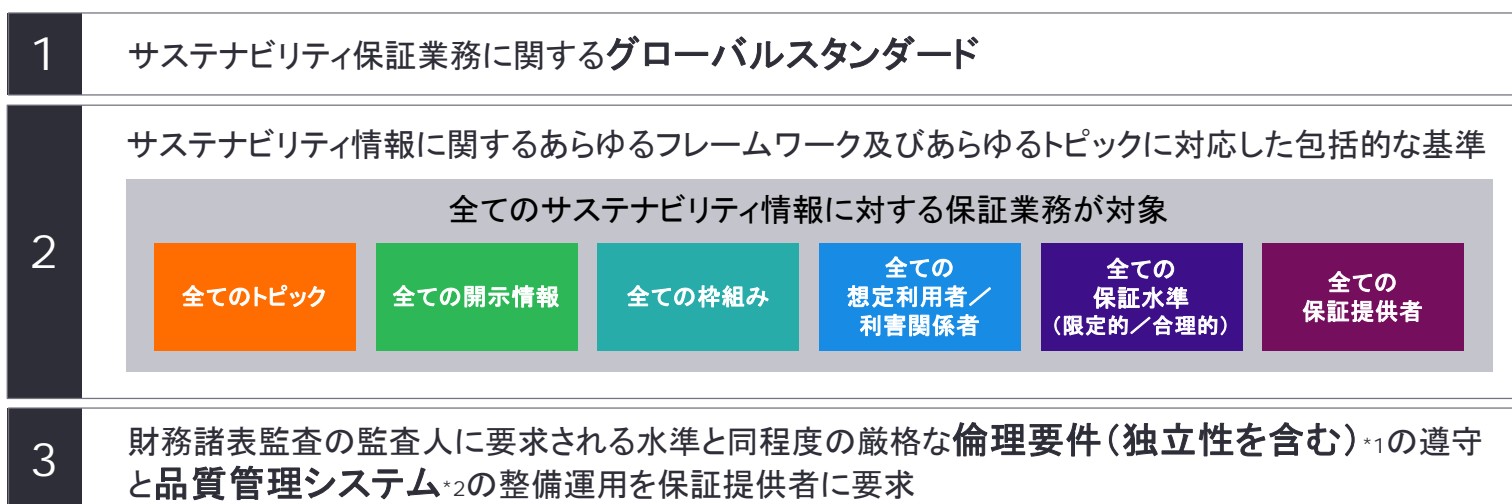 1
サステナビリティ保証業務に関するグローバルスタンダード
2
サステナビリティ情報に関するあらゆるフレームワーク及びあらゆるトピックに対応した包括的な基準
全てのサステナビリティ情報に対する保証業務が対象
全てのトピック
全ての開示情報
全ての枠組み
全ての
想定利用者／
利害関係者
全ての
保証水準
（限定的／合理的）
全ての
保証提供者
3
財務諸表監査の監査人に要求される水準と同程度の厳格な倫理要件（独立性を含む）*1の遵守
と品質管理システム*2の整備運用を保証提供者に要求